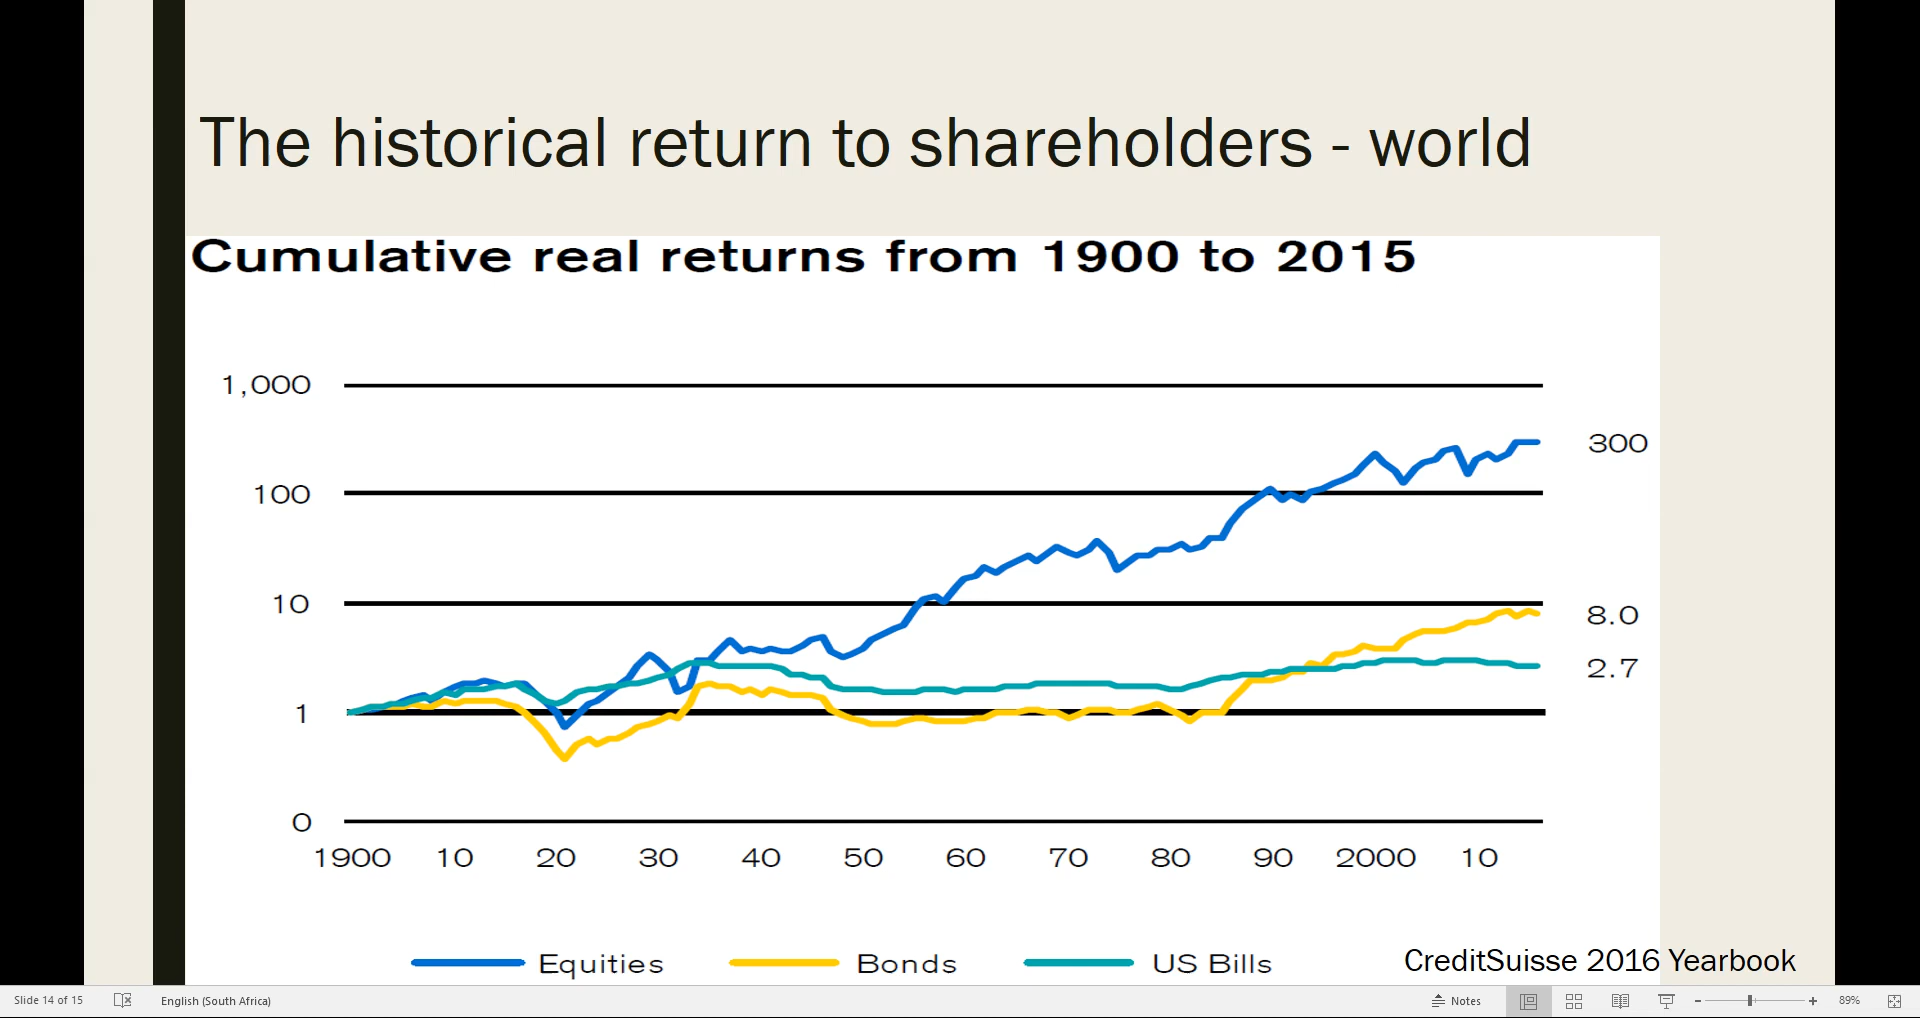 The historical return to shareholders - world
Cumulative real returns from 1900 to 2015
1,000
300
100
10
8.0
2.7
1
0
1900 10 20 30 40 50 60 70 80 90 2000 10
Equities Bonds US Bills
CreditSuisse 2016 Yearbook
Slide 14 of 15 English (South Africa) Notes - + 89%